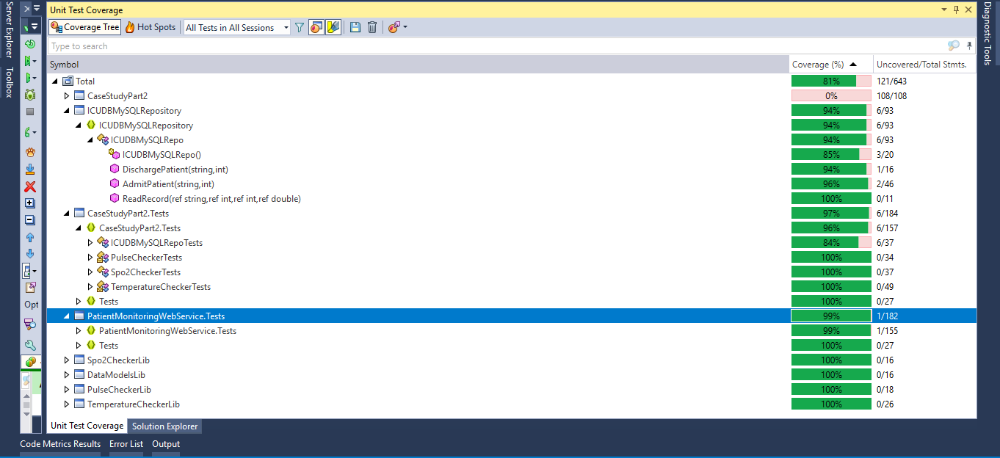 Server Explorer
Toolbox
Unit Test Coverage
Coverage Tree Hot Spots All Tests in All Sessions
Type to search
Symbol Coverage (%) Uncovered/Total Stmts.
Total 81% 121/643
CaseStudyPart2 0% 108/108
ICUDBMySQLRepository 94% 6/93
ICUDBMySQLRepository 94% 6/93
ICUDBMySQLRepo 94% 6/93
ICUDBMySQLRepo() 85% 3/20
DischargePatient(string,int) 94% 1/16
AdmitPatient(string,int) 96% 2/46
ReadRecord(ref string,ref int,ref int,ref double) 100% 0/11
CaseStudyPart2.Tests 97% 6/184
CaseStudyPart2.Tests 96% 6/157
ICUDBMySQLRepoTests 84% 6/37
PulseCheckerTests 100% 0/34
Spo2CheckerTests 100% 0/37
TemperatureCheckerTests 100% 0/49
Tests 100% 0/27
PatientMonitoringWebService.Tests 99% 1/182
PatientMonitoringWebService.Tests 99% 1/155
Tests 100% 0/27
Spo2CheckerLib 100% 0/16
DataModelsLib 100% 0/16
PulseCheckerLib 100% 0/18
TemperatureCheckerLib 100% 0/26
Opt
Unit Test Coverage Solution Explorer
Code Metrics Results Error List Output
Diagnostic Tools